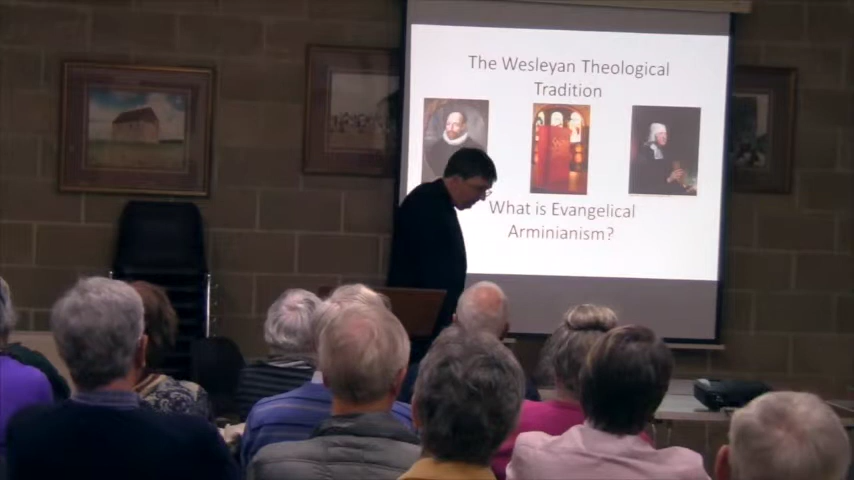 The Wesleyan Theological
Tradition
What is Evangelical
Arminianism?